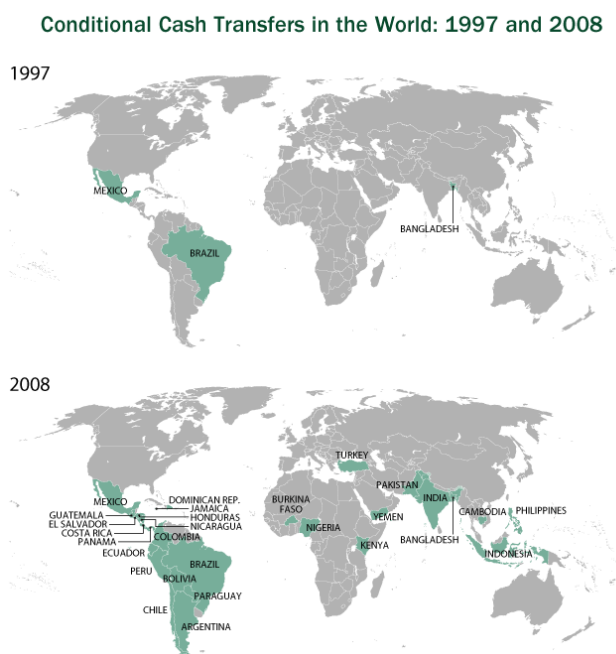 Conditional Cash Transfers in the World: 1997 and 2008
1997
MEXICO
BRAZIL
BANGLADESH
2008
TURKEY
PAKISTAN
MEXICO
DOMINICAN REP.
BURKINA
FASO
INDIA
JAMAICA
GUATEMALA
HONDURAS
YEMEN
CAMBODIA
PHILIPPINES
EL SALVADOR
NICARAGUA
NIGERIA
COSTA RICA
PANAMA
COLOMBIA
BANGLADESH
KENYA
ECUADOR
INDONESIA
BRAZIL
PERU
BOLIVIA
PARAGUAY
CHILE
ARGENTINA